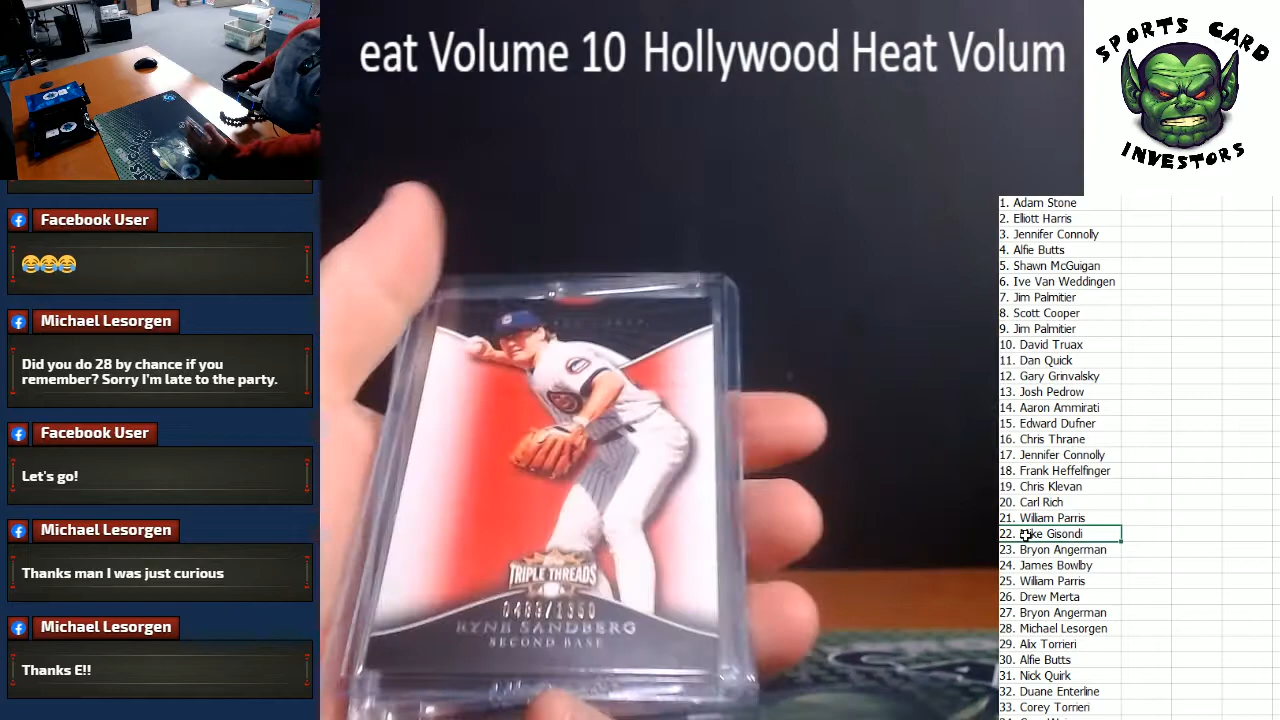 eat Volume 10 Hollywood Heat Volum
SPORTS CARD
INVESTORS
Facebook User
😂😂😂
Michael Lesorgen
Did you do 28 by chance if you
remember? Sorry I'm late to the party.
Facebook User
Let's go!
Michael Lesorgen
Thanks man I was just curious
Michael Lesorgen
Thanks E!!
TRIPLE THREADS
RYNE SANDBERG
SECOND BASE
1. Adam Stone
2. Elliott Harris
3. Jennifer Connolly
4. Alfie Butts
5. Shawn McGuigan
6. Ive Van Weddingen
7. Jim Palmitier
8. Scott Cooper
9. Jim Palmitier
10. David Truax
11. Dan Quick
12. Gary Grinvalsky
13. Josh Pedrow
14. Aaron Ammirati
15. Edward Dufner
16. Chris Thrane
17. Jennifer Connolly
18. Frank Heffelfinger
19. Chris Klevan
20. Carl Rich
21. William Parris
22. Mike Gisondi
23. Bryon Angerman
24. James Bowlby
25. William Parris
26. Drew Merta
27. Bryon Angerman
28. Michael Lesorgen
29. Alix Torrieri
30. Alfie Butts
31. Nick Quirk
32. Duane Enterline
33. Corey Torrieri